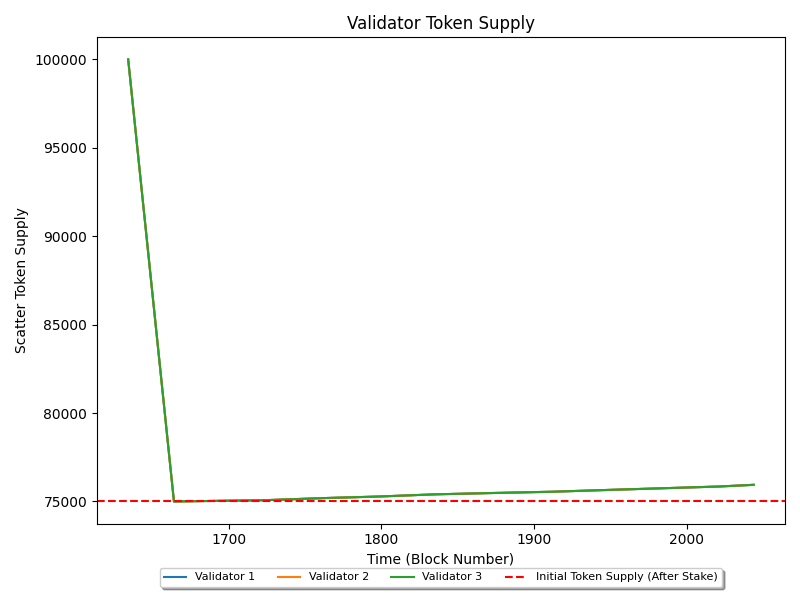 Validator Token Supply
Scatter Token Supply
100000
95000
90000
85000
80000
75000
1700 1800 1900 2000
Time (Block Number)
Validator 1 Validator 2 Validator 3 Initial Token Supply (After Stake)